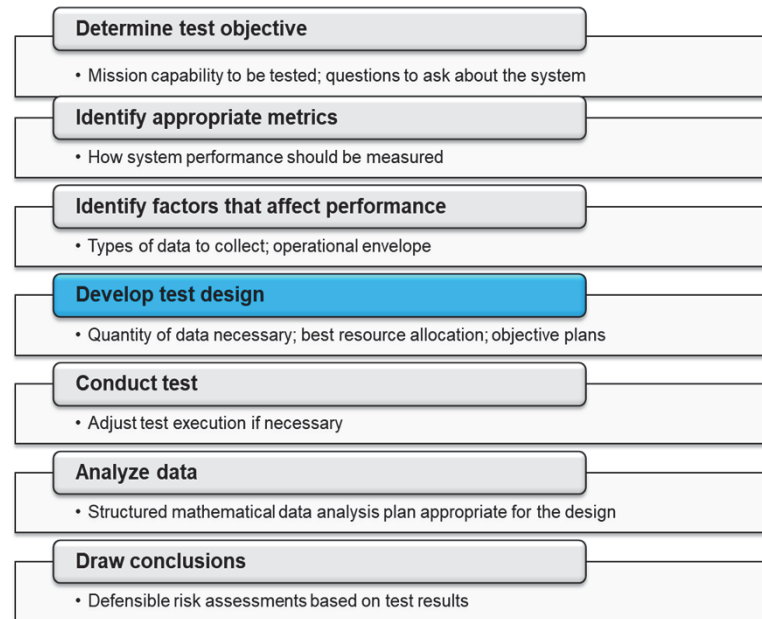 Determine test objective
• Mission capability to be tested; questions to ask about the system
Identify appropriate metrics
• How system performance should be measured
Identify factors that affect performance
• Types of data to collect; operational envelope
Develop test design
• Quantity of data necessary; best resource allocation; objective plans
Conduct test
• Adjust test execution if necessary
Analyze data
• Structured mathematical data analysis plan appropriate for the design
Draw conclusions
• Defensible risk assessments based on test results